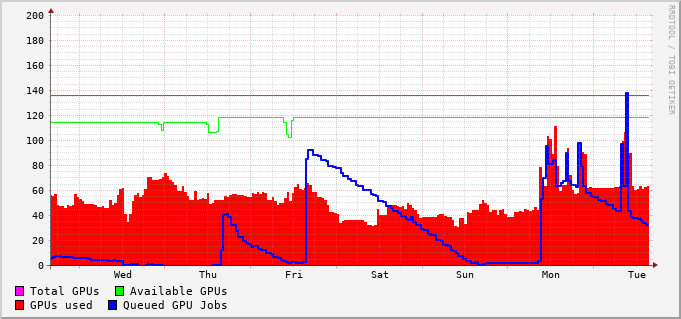 200
180
160
140
120
100
80
60
40
20
0
Wed Thu Fri Sat Sun Mon Tue
Total GPUs Available GPUs
GPUs used Queued GPU Jobs
RRDTOOL / TOBI OETIKER